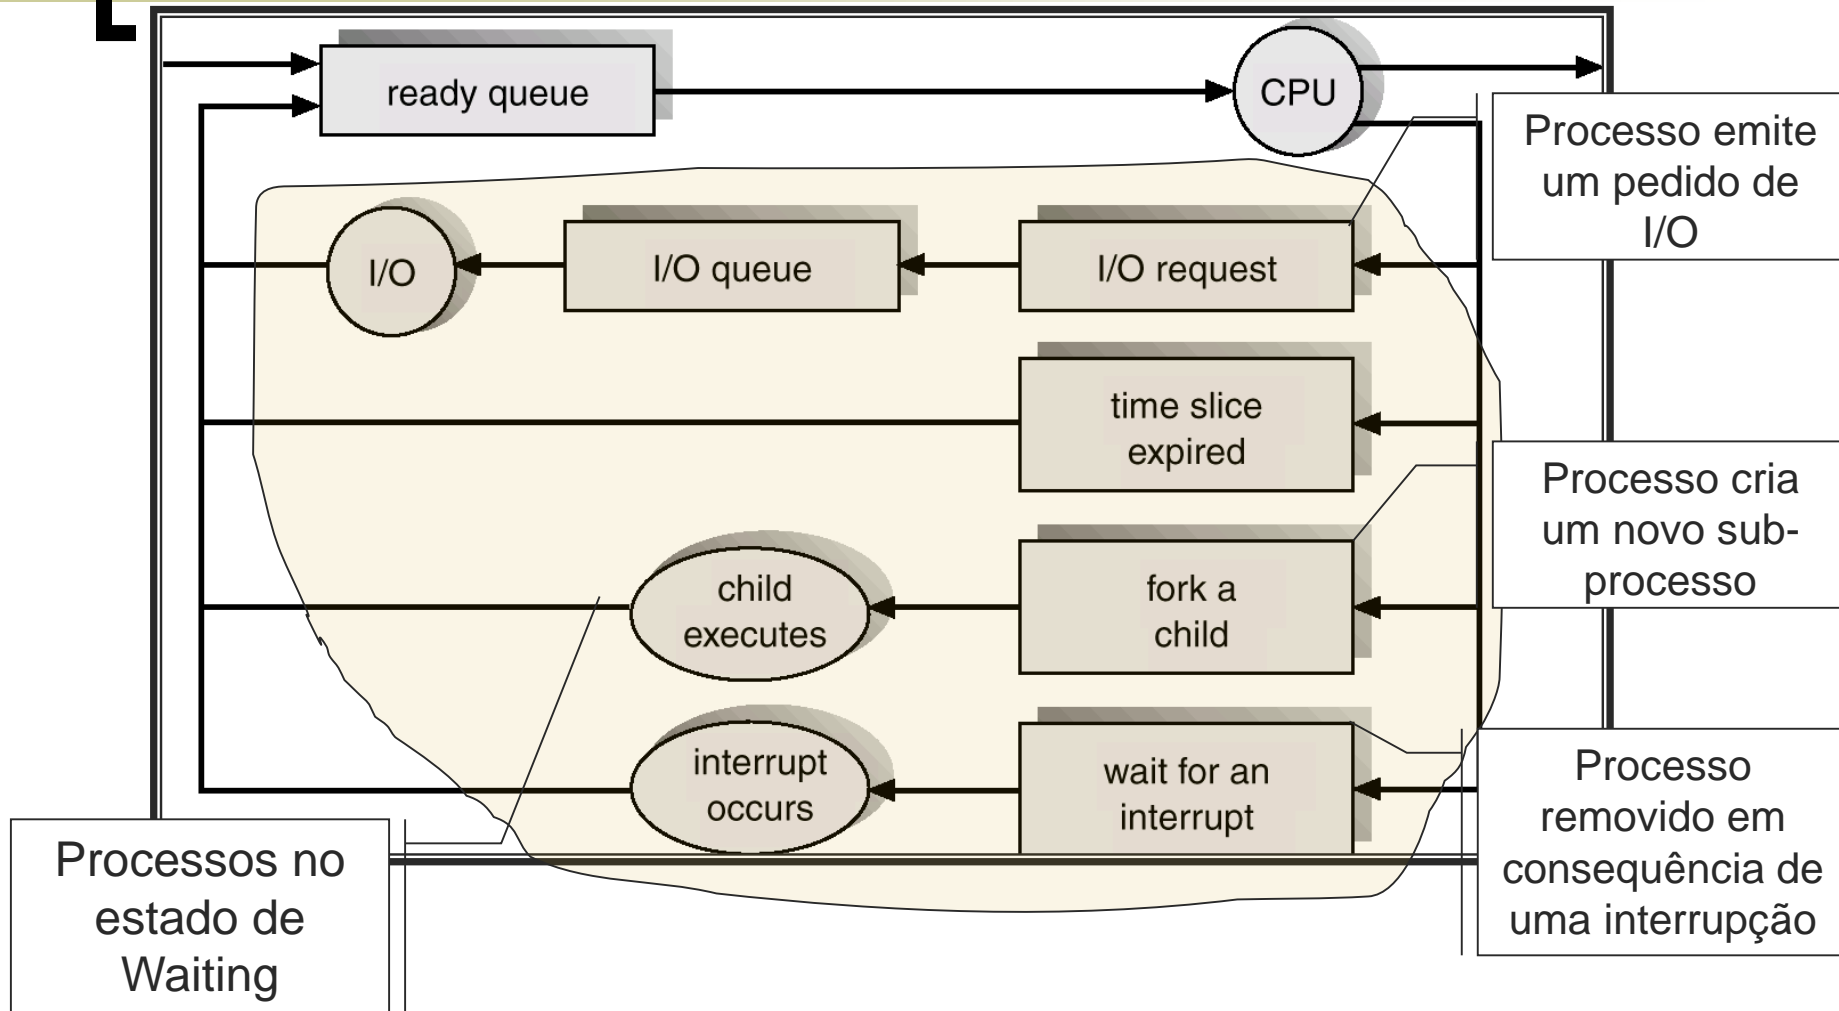 ready queue
CPU
Processo emite
um pedido de
I/O
I/O
I/O queue
I/O request
time slice
expired
Processo cria
um novo sub-
processo
child
executes
fork a
child
interrupt
occurs
wait for an
interrupt
Processo
removido em
consequência de
uma interrupção
Processos no
estado de
Waiting